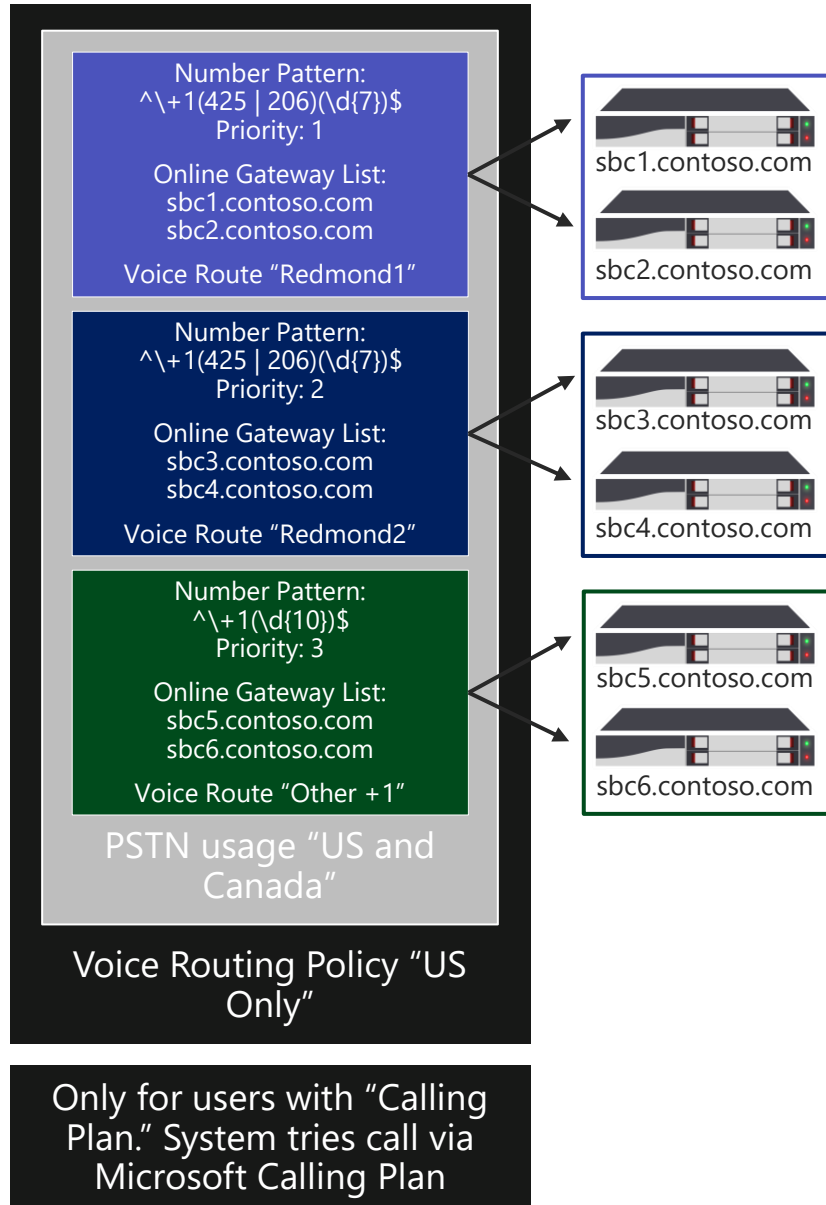 Number Pattern:
^\+1(425 | 206)(\d{7})$
Priority: 1
Online Gateway List:
sbc1.contoso.com
sbc2.contoso.com
Voice Route “Redmond1”
sbc1.contoso.com
sbc2.contoso.com
Number Pattern:
^\+1(425 | 206)(\d{7})$
Priority: 2
Online Gateway List:
sbc3.contoso.com
sbc4.contoso.com
Voice Route “Redmond2”
sbc3.contoso.com
sbc4.contoso.com
Number Pattern:
^\+1(\d{10})$
Priority: 3
Online Gateway List:
sbc5.contoso.com
sbc6.contoso.com
Voice Route “Other +1”
sbc5.contoso.com
sbc6.contoso.com
PSTN usage “US and
Canada”
Voice Routing Policy “US
Only”
Only for users with “Calling
Plan.” System tries call via
Microsoft Calling Plan